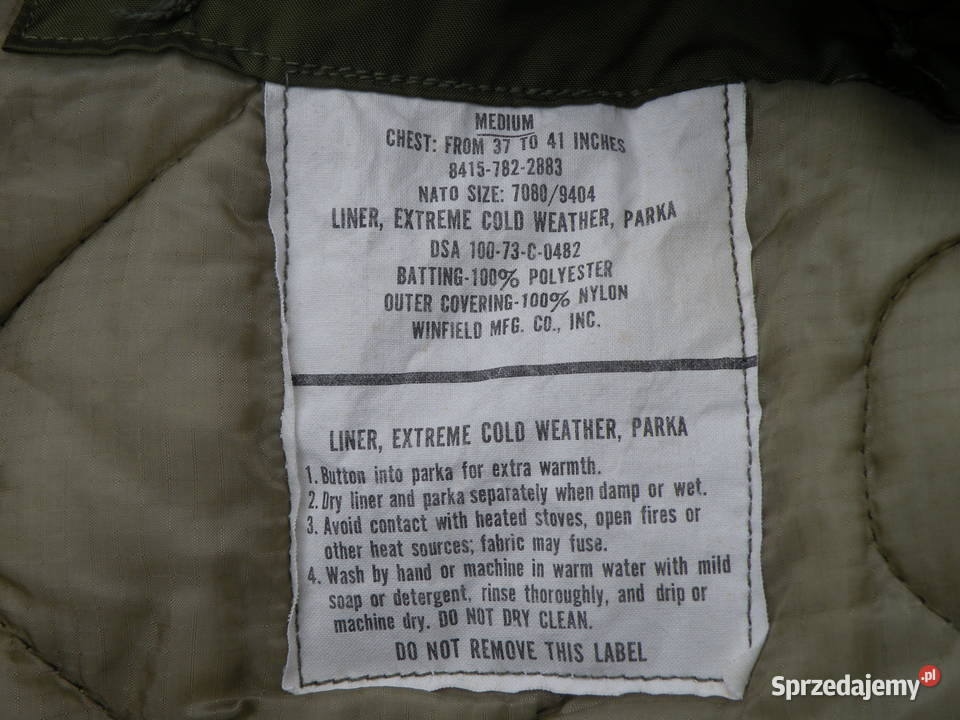 MEDIUM
CHEST: FROM 37 TO 41 INCHES
8415-782-2883
NATO SIZE: 7080/9404
LINER, EXTREME COLD WEATHER, PARKA
DSA 100-73-C-0482
BATTING-100% POLYESTER
OUTER COVERING-100% NYLON
WINFIELD MFG. CO., INC.
LINER, EXTREME COLD WEATHER, PARKA
1. Button into parka for extra warmth.
2. Dry liner and parka separately when damp or wet.
3. Avoid contact with heated stoves, open fires or
other heat sources; fabric may fuse.
4. Wash by hand or machine in warm water with mild
soap or detergent, rinse thoroughly, and drip or
machine dry. DO NOT DRY CLEAN.
DO NOT REMOVE THIS LABEL
Sprzedajemy.pl